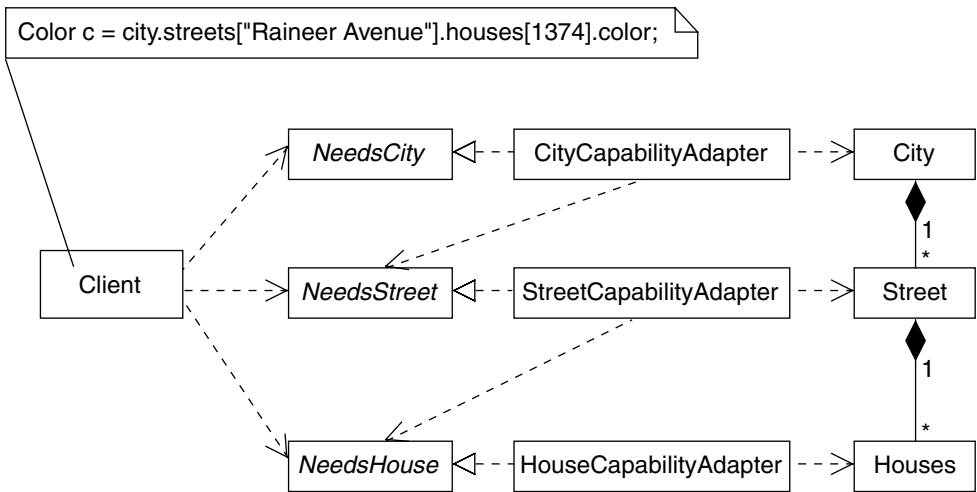 Color c = city.streets["Raineer Avenue"].houses[1374].color;
NeedsCity
CityCapabilityAdapter
City
1
*
Client
NeedsStreet
StreetCapabilityAdapter
Street
1
*
NeedsHouse
HouseCapabilityAdapter
Houses